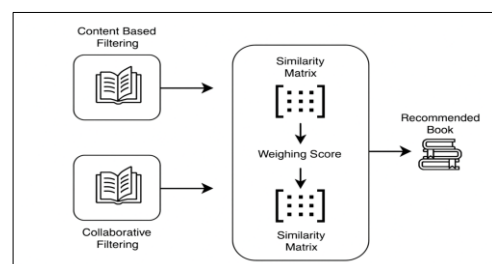 Content Based
Filtering
Similarity
Matrix
Weighing Score
Similarity
Matrix
Recommended
Book
Collaborative
Filtering